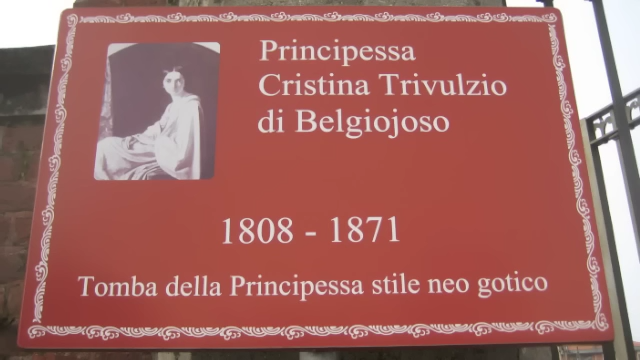 Principessa
Cristina Trivulzio
di Belgiojoso
1808 - 1871
Tomba della Principessa stile neo gotico